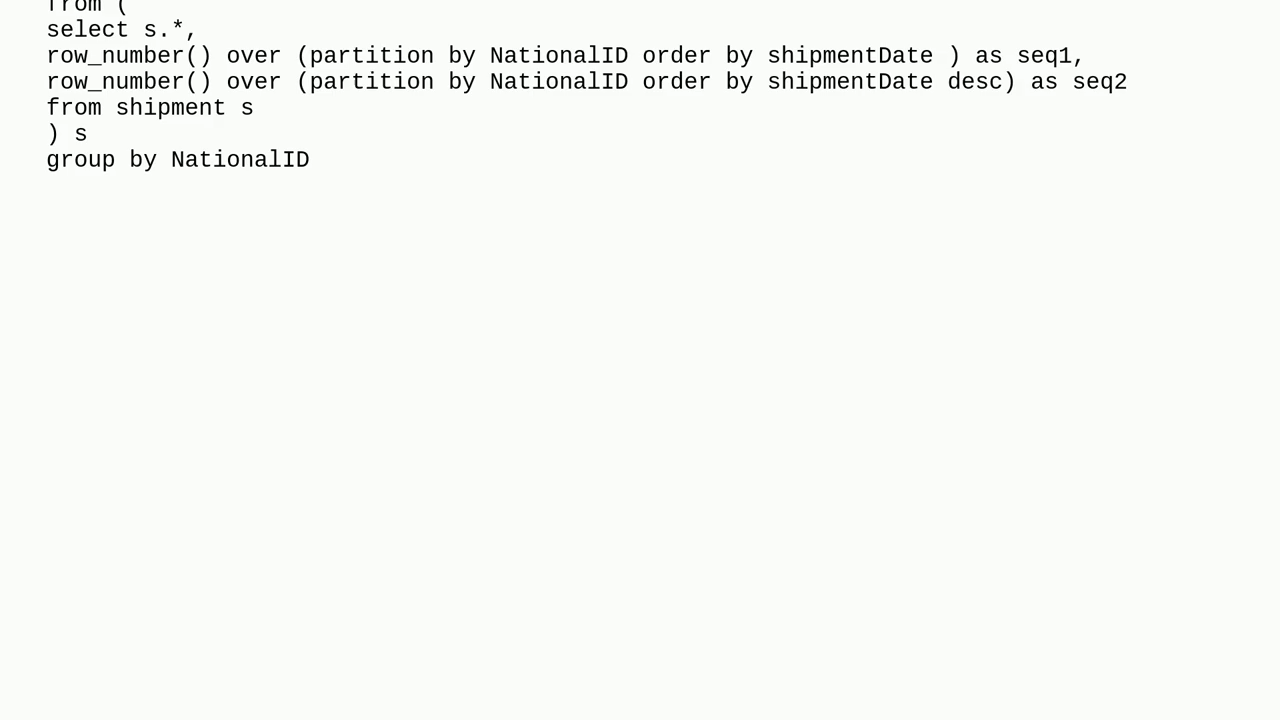 from (
select s.*,
row_number() over (partition by NationalID order by shipmentDate ) as seq1,
row_number() over (partition by NationalID order by shipmentDate desc) as seq2
from shipment s
) s
group by NationalID